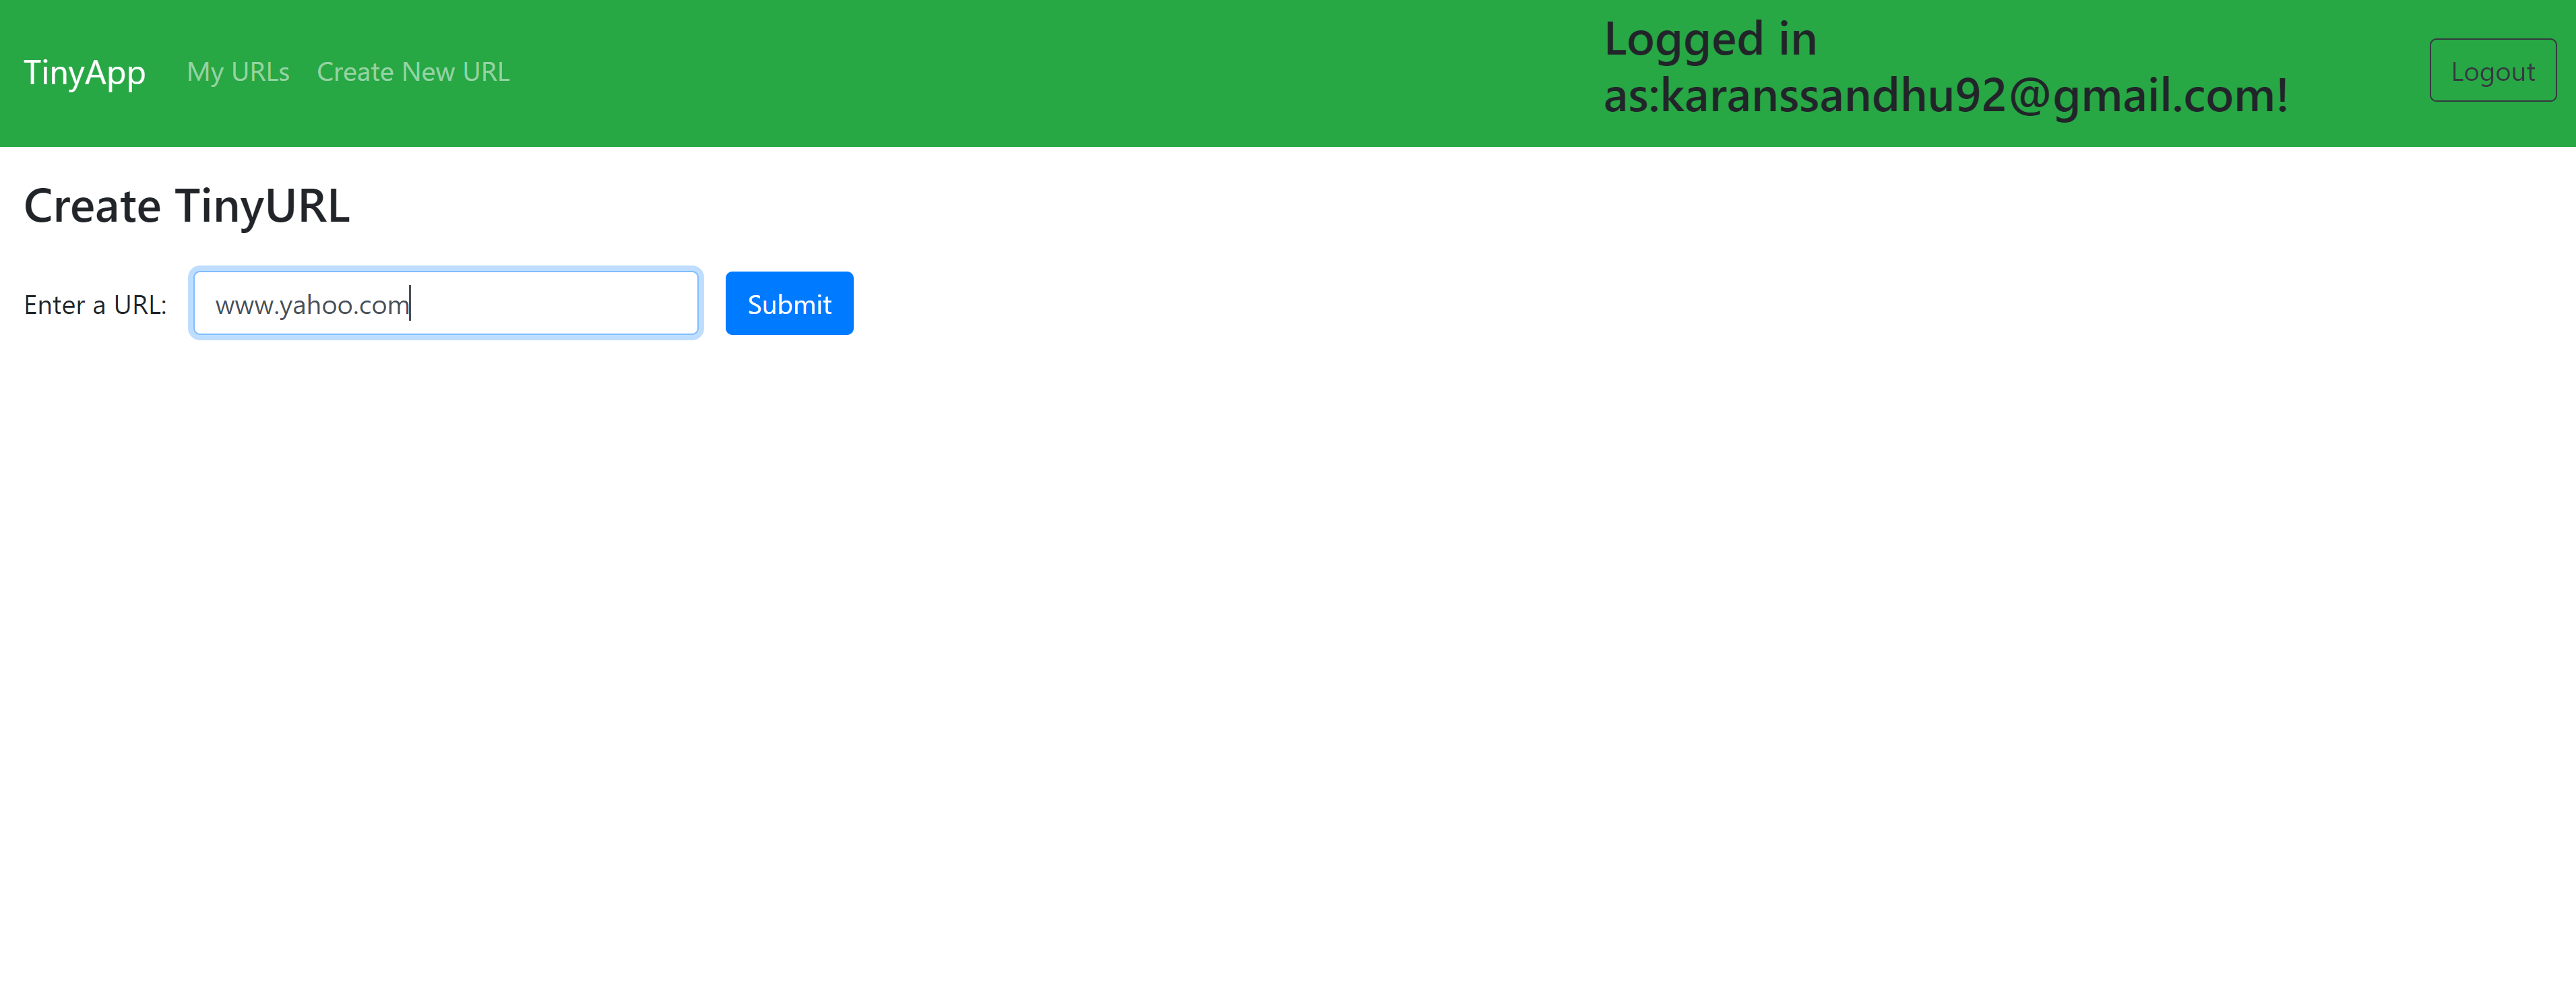 TinyApp My URLs Create New URL
Logged in
as:karanssandhu92@gmail.com!
Logout
Create TinyURL
Enter a URL: www.yahoo.com Submit